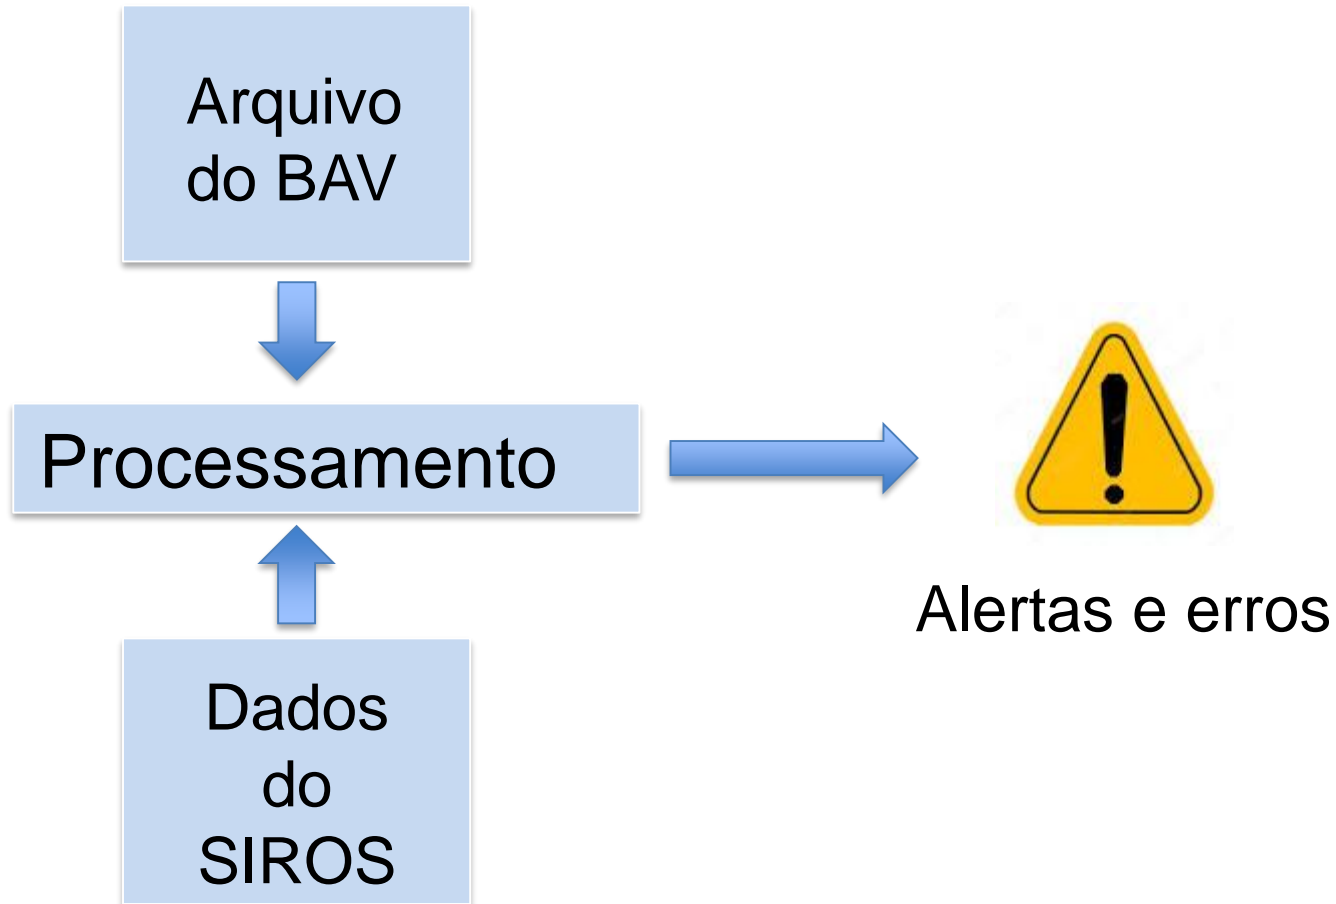 Arquivo
do BAV
Processamento
Alertas e erros
Dados
do
SIROS